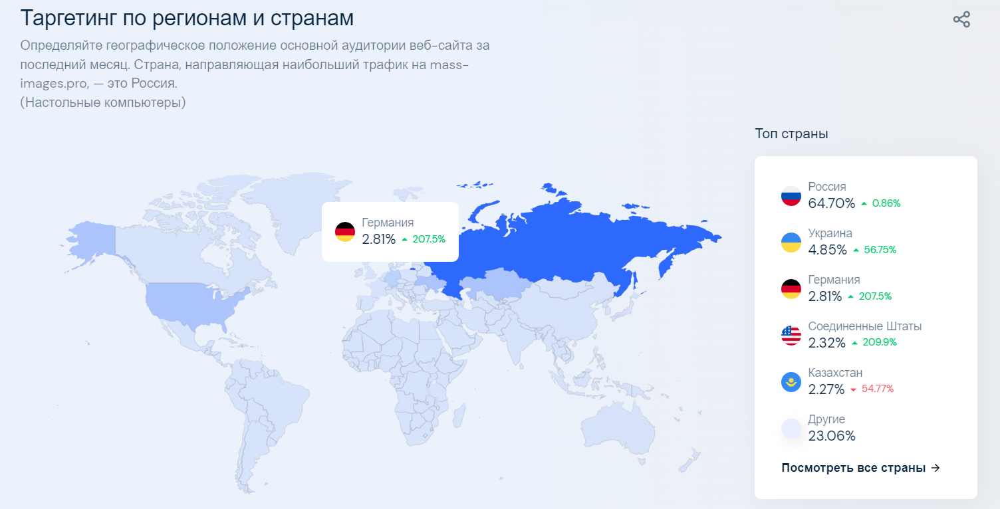 Таргетинг по регионам и странам
Определяйте географическое положение основной аудитории веб-сайта за
последний месяц. Страна, направляющая наибольший трафик на mass-
images.pro, — это Россия.
(Настольные компьютеры)
Германия
2.81% 207.5%
Топ страны
Россия
64.70% 0.86%
Украина
4.85% 56.75%
Германия
2.81% 207.5%
Соединенные Штаты
2.32% 209.9%
Казахстан
2.27% 54.77%
Другие
23.06%
Посмотреть все страны →